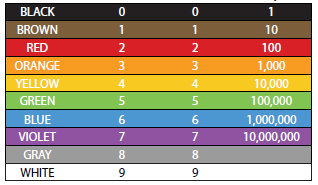 BLACK 0 0 1
BROWN 1 1 10
RED 2 2 100
ORANGE 3 3 1,000
YELLOW 4 4 10,000
GREEN 5 5 100,000
BLUE 6 6 1,000,000
VIOLET 7 7 10,000,000
GRAY 8 8
WHITE 9 9